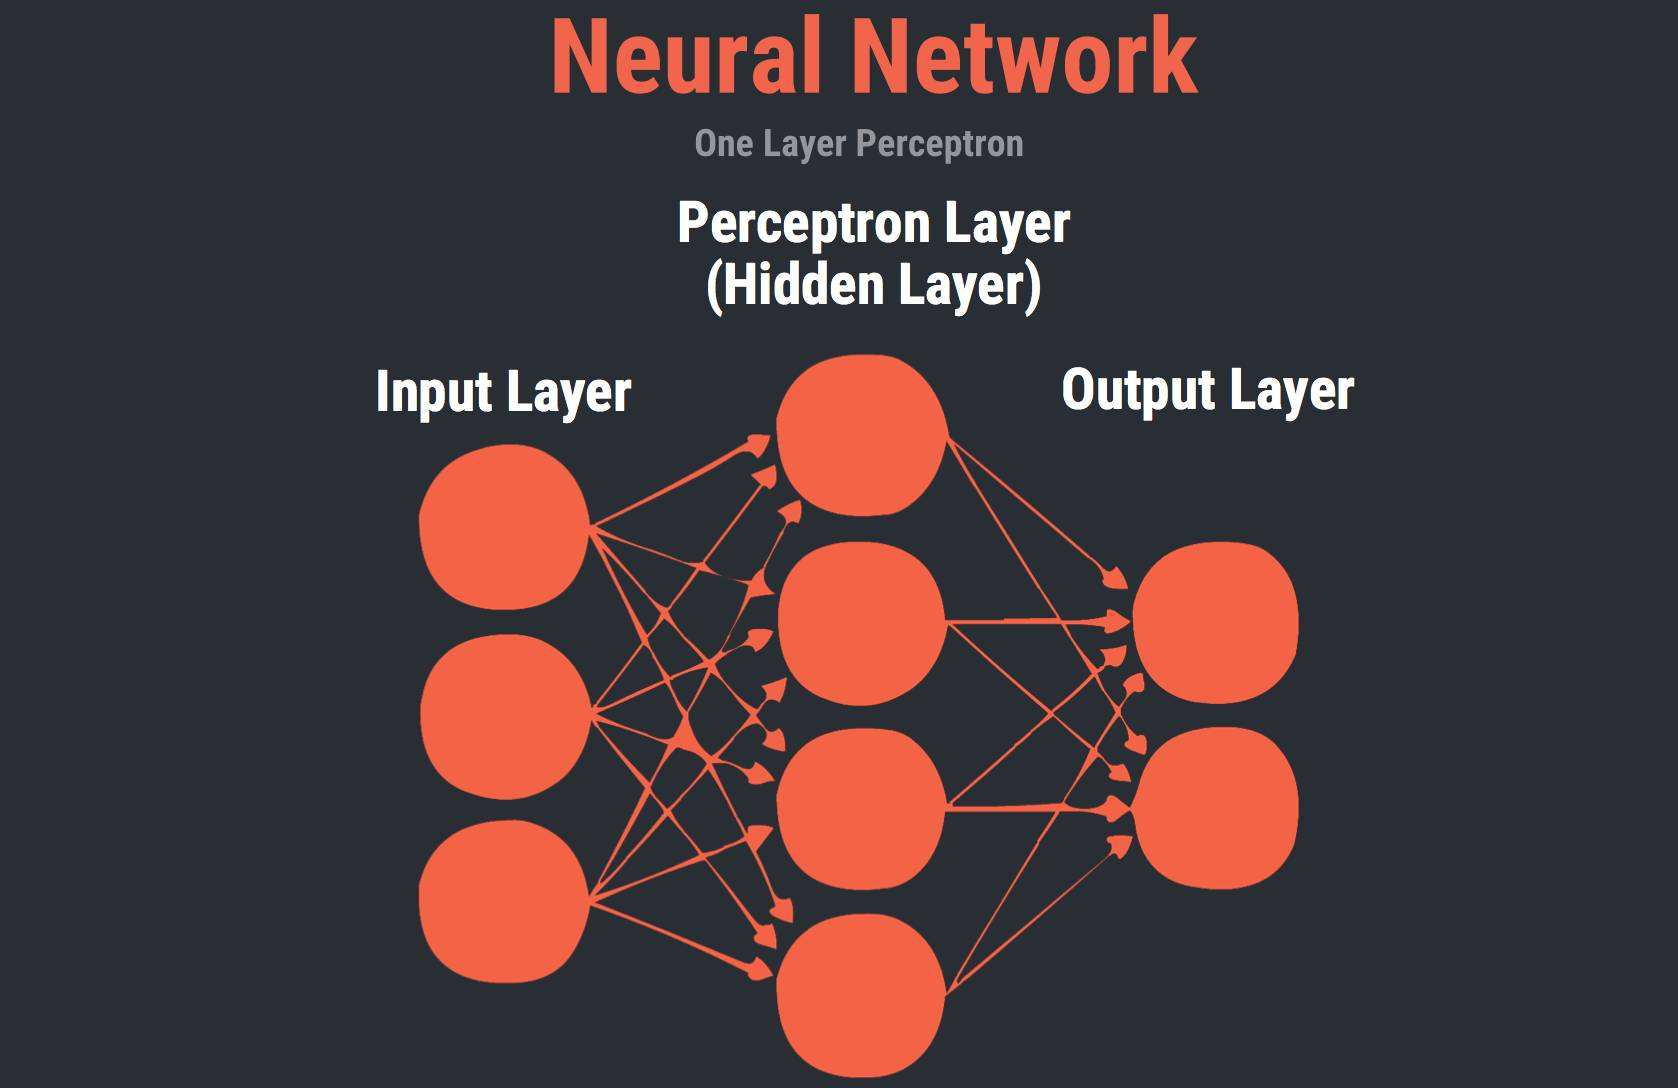 Neural Network
One Layer Perceptron
Perceptron Layer
(Hidden Layer)
Input Layer
Output Layer